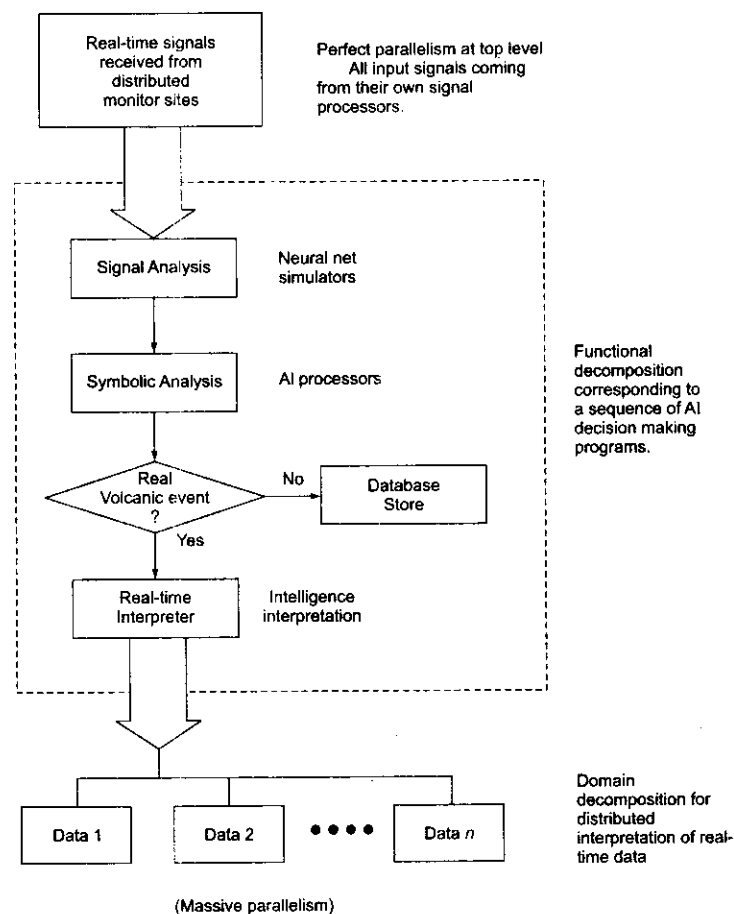 Real-time signals
received from
distributed
monitor sites
Perfect parallelism at top level
All input signals coming
from their own signal
processors.
Signal Analysis
Neural net
simulators
Symbolic Analysis
AI processors
Functional
decomposition
corresponding to
a sequence of AI
decision making
programs.
Real
Volcanic event
?
No
Database
Store
Yes
Real-time
Interpreter
Intelligence
interpretation
Data 1
Data 2
Data n
Domain
decomposition for
distributed
interpretation of real-
time data
(Massive parallelism)